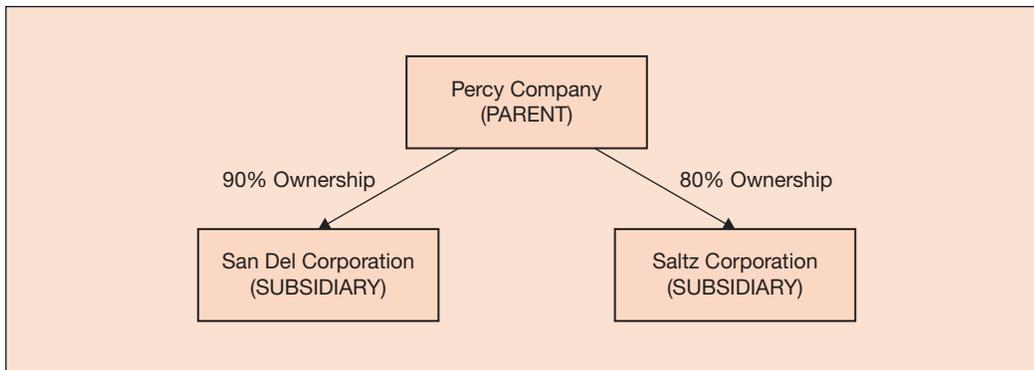 Percy Company
(PARENT)
90% Ownership
80% Ownership
San Del Corporation
(SUBSIDIARY)
Saltz Corporation
(SUBSIDIARY)